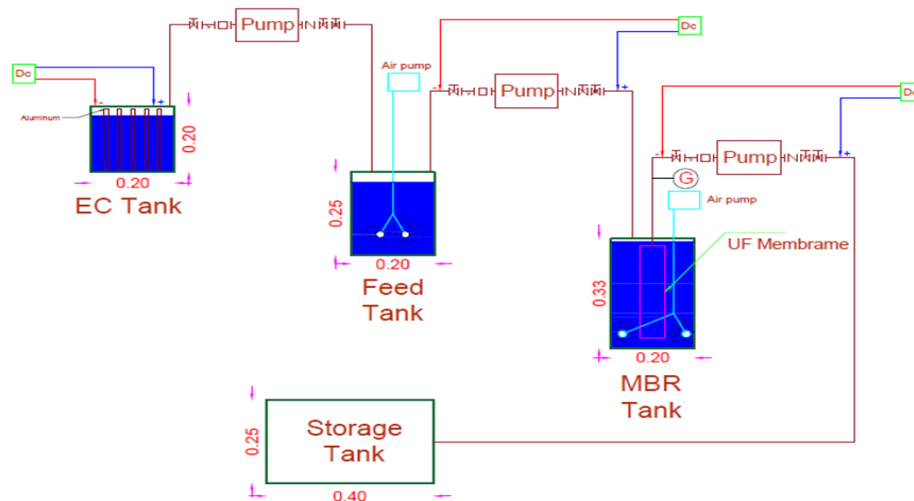 Pump
Dc
-
+
Aluminum
0.20
0.20
EC Tank
Air pump
0.25
0.20
Feed
Tank
-
Pump
+
Dc
-
Pump
+
Dc
G
Air pump
UF Membrame
0.33
0.20
MBR
Tank
0.25
Storage
Tank
0.40